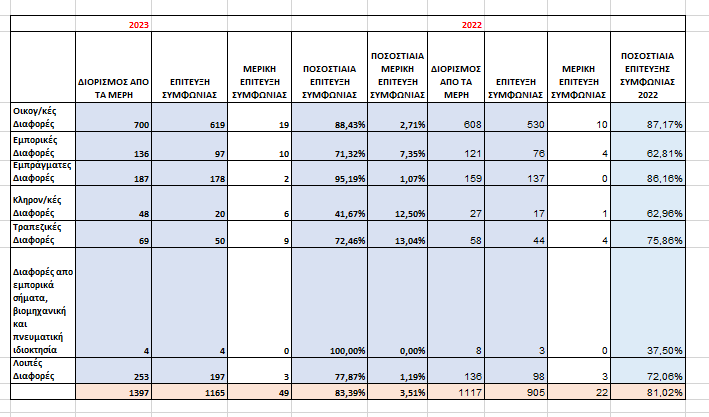 2023 2022
ΔΙΟΡΙΣΜΟΣ ΑΠΟ ΤΑ ΜΕΡΗ ΕΠΙΤΕΥΞΗ ΣΥΜΦΩΝΙΑΣ ΜΕΡΙΚΗ ΕΠΙΤΕΥΞΗ ΣΥΜΦΩΝΙΑΣ ΠΟΣΟΣΤΙΑΙΑ ΕΠΙΤΕΥΞΗ ΣΥΜΦΩΝΙΑΣ ΠΟΣΟΣΤΙΑΙΑ ΜΕΡΙΚΗ ΕΠΙΤΕΥΞΗ ΣΥΜΦΩΝΙΑΣ ΔΙΟΡΙΣΜΟΣ ΑΠΟ ΤΑ ΜΕΡΗ ΕΠΙΤΕΥΞΗ ΣΥΜΦΩΝΙΑΣ ΜΕΡΙΚΗ ΕΠΙΤΕΥΞΗ ΣΥΜΦΩΝΙΑΣ ΠΟΣΟΣΤΙΑΙΑ ΕΠΙΤΕΥΞΗΣ ΣΥΜΦΩΝΙΑΣ 2022
Οικογ/κές
Διαφορές 700 619 19 88,43% 2,71% 608 530 10 87,17%
Εμπορικές
Διαφορές 136 97 10 71,32% 7,35% 121 76 4 62,81%
Εμπράγματες
Διαφορές 187 178 2 95,19% 1,07% 159 137 0 86,16%
Κληρον/κές
Διαφορές 48 20 6 41,67% 12,50% 27 17 1 62,96%
Τραπεζικές
Διαφορές 69 50 9 72,46% 13,04% 58 44 4 75,86%
Διαφορές απο
εμπορικά
σήματα,
βιομηχανική
και
πνευματική
ιδιοκτησία 4 4 0 100,00% 0,00% 8 3 0 37,50%
Λοιπές
Διαφορές 253 197 3 77,87% 1,19% 136 98 3 72,06%
1397 1165 49 83,39% 3,51% 1117 905 22 81,02%